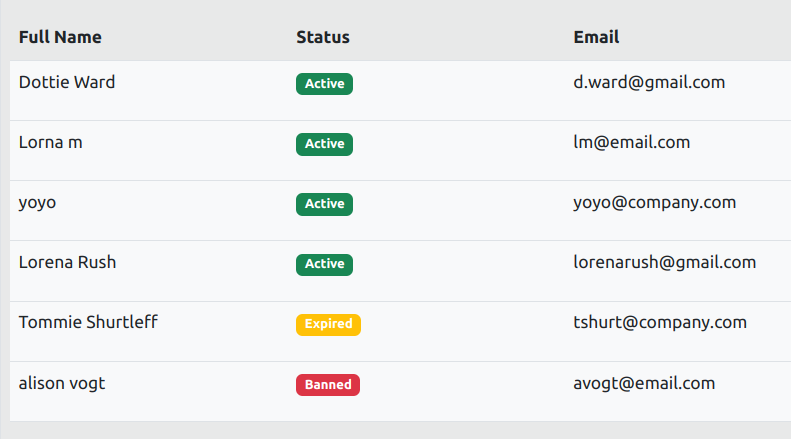 Full Name Status Email
Dottie Ward Active d.ward@gmail.com
Lorna m Active lm@email.com
yoyo Active yoyo@company.com
Lorena Rush Active lorenarush@gmail.com
Tommie Shurtleff Expired tshurt@company.com
alison vogt Banned avogt@email.com